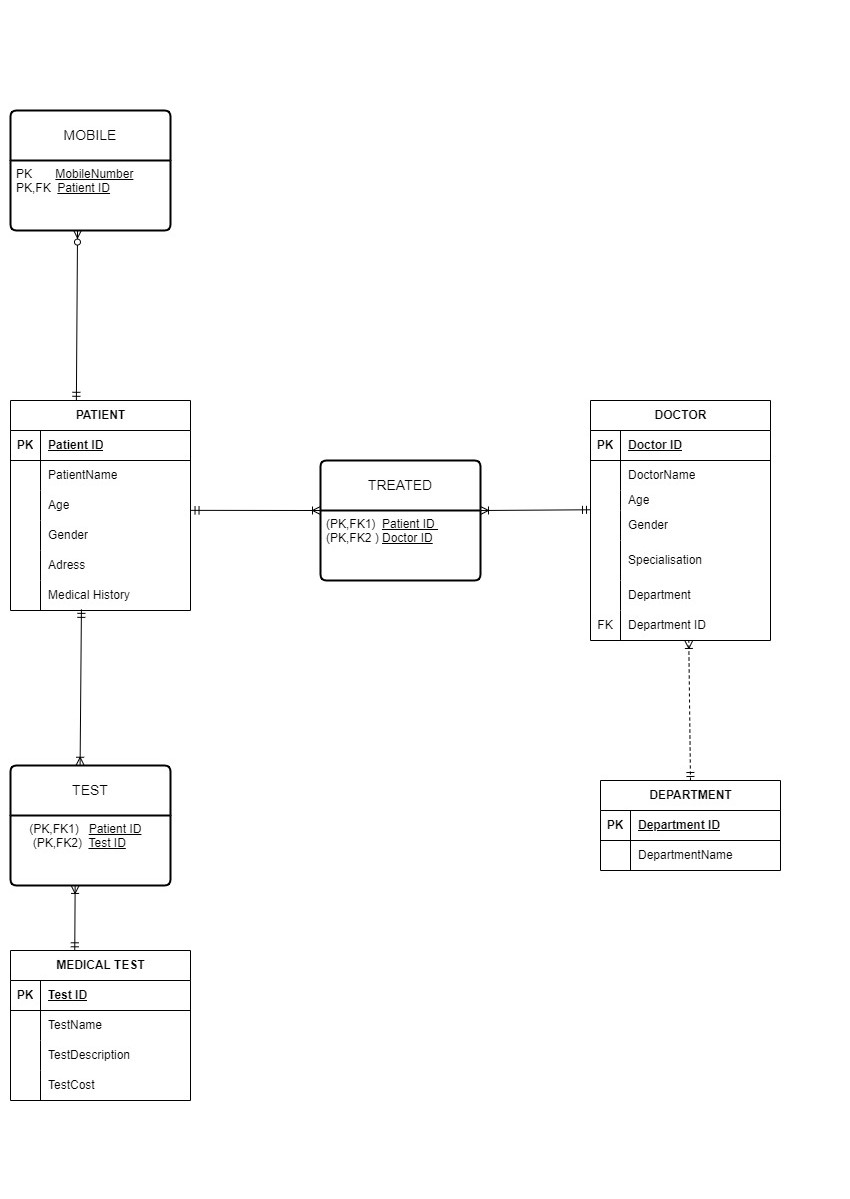 MOBILE
PK MobileNumber
PK,FK Patient ID
PATIENT
PK Patient ID
PatientName
Age
Gender
Adress
Medical History
TREATED
(PK,FK1) Patient ID
(PK,FK2 ) Doctor ID
DOCTOR
PK Doctor ID
DoctorName
Age
Gender
Specialisation
Department
FK Department ID
TEST
(PK,FK1) Patient ID
(PK,FK2) Test ID
DEPARTMENT
PK Department ID
DepartmentName
MEDICAL TEST
PK Test ID
TestName
TestDescription
TestCost